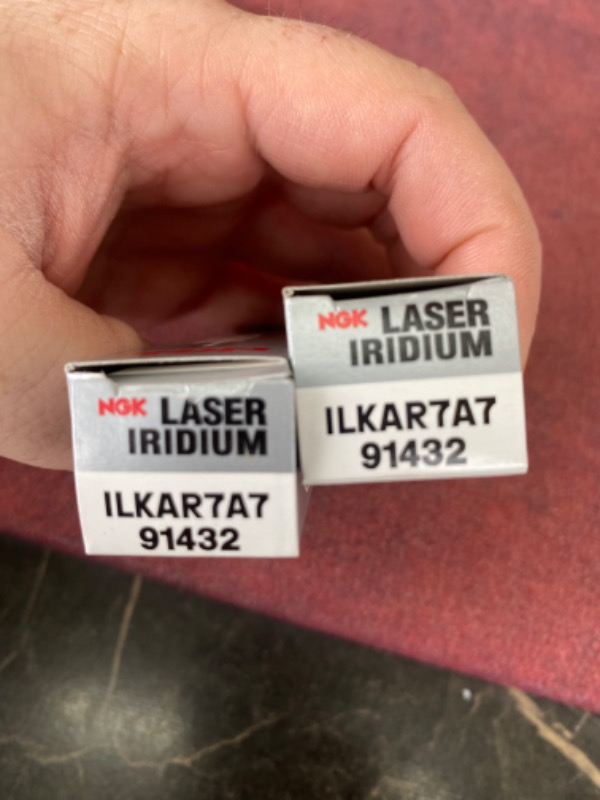 NGK LASER
IRIDIUM
ILKAR7A7
91432
NGK LASER
IRIDIUM
ILKAR7A7
91432